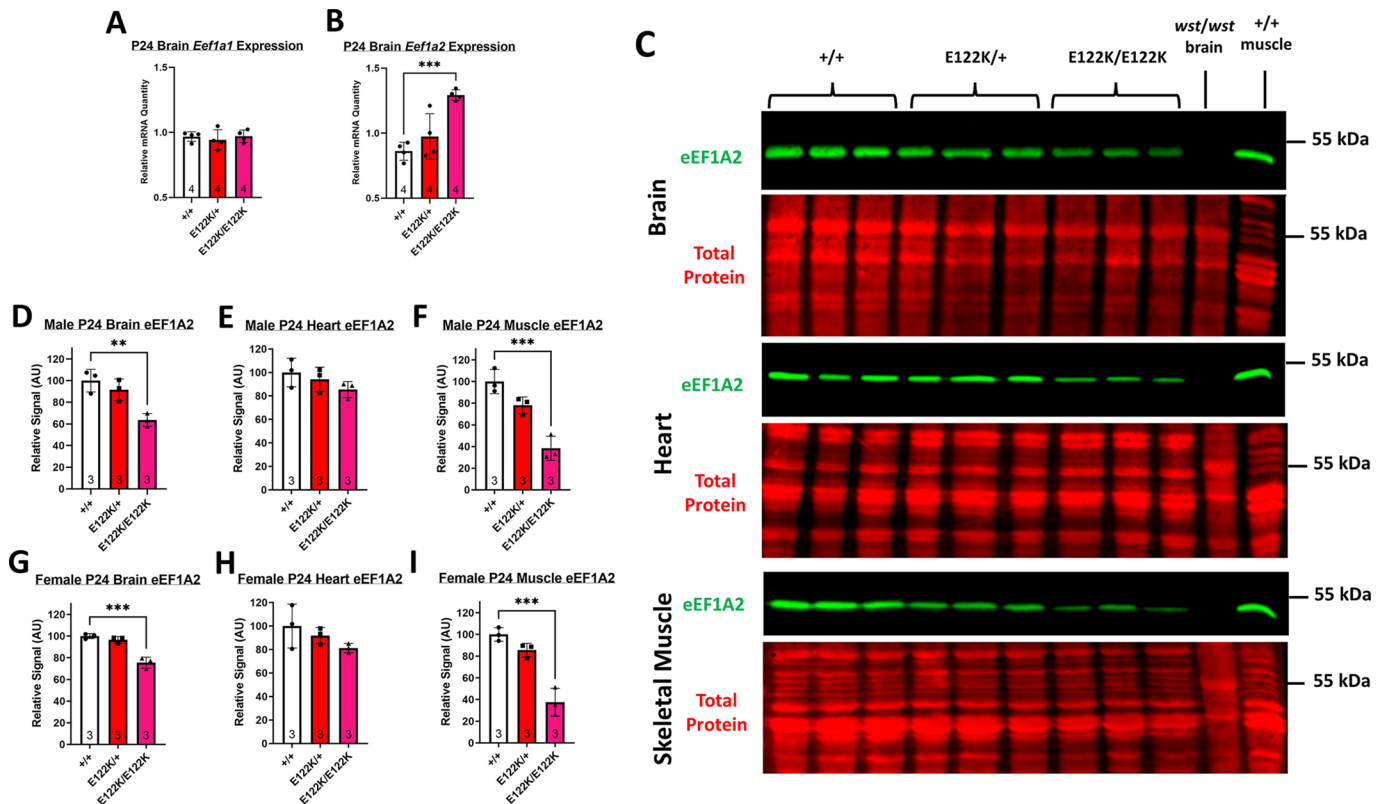 A
P24 Brain Eef1a1 Expression
Relative mRNA Quantity
1.5
1.0
0.5
4
4
4
+/+
E122K/+
E122K/E122K
B
P24 Brain Eef1a2 Expression
***
Relative mRNA Quantity
1.5
1.0
0.5
4
4
4
+/+
E122K/+
E122K/E122K
C
+/+
E122K/+
E122K/E122K
wst/wst
brain
+/+
muscle
Brain
eEF1A2
55 kDa
Total
Protein
55 kDa
Heart
eEF1A2
55 kDa
Total
Protein
55 kDa
Skeletal Muscle
eEF1A2
55 kDa
Total
Protein
55 kDa
D
Male P24 Brain eEF1A2
**
Relative Signal (AU)
120
100
80
60
40
20
0
3
3
3
+/+
E122K/+
E122K/E122K
E
Male P24 Heart eEF1A2
Relative Signal (AU)
120
100
80
60
40
20
0
3
3
3
+/+
E122K/+
E122K/E122K
F
Male P24 Muscle eEF1A2
***
Relative Signal (AU)
120
100
80
60
40
20
0
3
3
3
+/+
E122K/+
E122K/E122K
G
Female P24 Brain eEF1A2
***
Relative Signal (AU)
120
100
80
60
40
20
0
3
3
3
+/+
E122K/+
E122K/E122K
H
Female P24 Heart eEF1A2
Relative Signal (AU)
120
100
80
60
40
20
0
3
3
3
+/+
E122K/+
E122K/E122K
I
Female P24 Muscle eEF1A2
***
Relative Signal (AU)
120
100
80
60
40
20
0
3
3
3
+/+
E122K/+
E122K/E122K